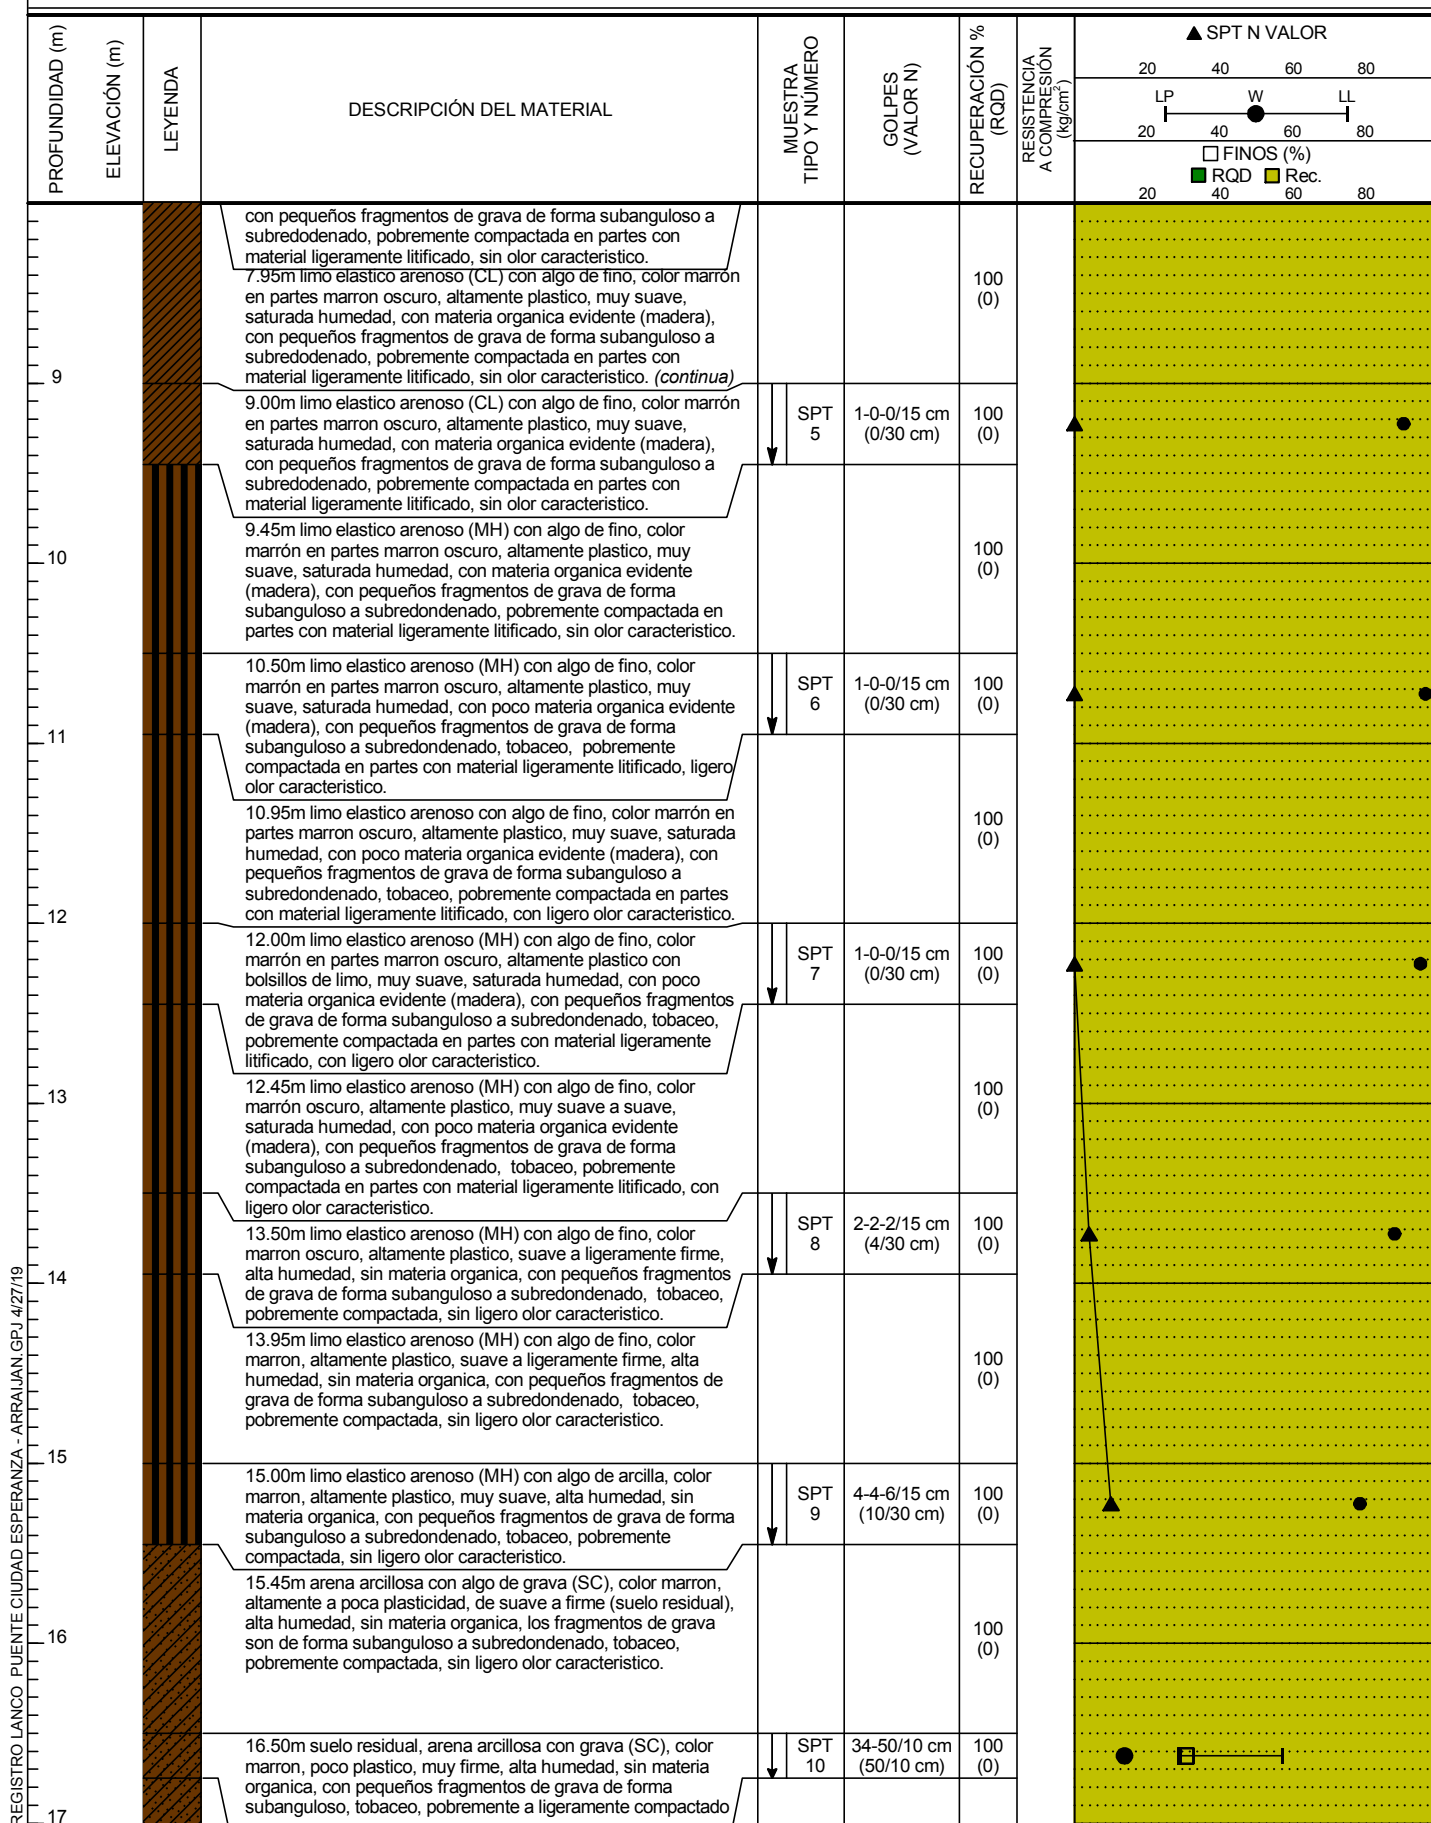 PROFUNDIDAD (m)
ELEVACIÓN (m)
LEYENDA
DESCRIPCIÓN DEL MATERIAL
MUESTRA
TIPO Y NÚMERO
GOLPES
(VALOR N)
RECUPERACIÓN %
(RQD)
RESISTENCIA
A COMPRESIÓN
(kg/cm²)
SPT N VALOR
20 40 60 80
LP W LL
20 40 60 80
FINOS (%)
RQD Rec.
20 40 60 80
con pequeños fragmentos de grava de forma subanguloso a
subredodenado, pobremente compactada en partes con
material ligeramente litificado, sin olor caracteristico.
7.95m limo elastico arenoso (CL) con algo de fino, color marrón
en partes marron oscuro, altamente plastico, muy suave,
saturada humedad, con materia organica evidente (madera),
con pequeños fragmentos de grava de forma subanguloso a
subredodenado, pobremente compactada en partes con
material ligeramente litificado, sin olor caracteristico. (continua)
100
(0)
9
9.00m limo elastico arenoso (CL) con algo de fino, color marrón
en partes marron oscuro, altamente plastico, muy suave,
saturada humedad, con materia organica evidente (madera),
con pequeños fragmentos de grava de forma subanguloso a
subredodenado, pobremente compactada en partes con
material ligeramente litificado, sin olor caracteristico.
SPT
5
1-0-0/15 cm
(0/30 cm)
100
(0)
9.45m limo elastico arenoso (MH) con algo de fino, color
marrón en partes marron oscuro, altamente plastico, muy
suave, saturada humedad, con materia organica evidente
(madera), con pequeños fragmentos de grava de forma
subanguloso a subredondenado, pobremente compactada en
partes con material ligeramente litificado, sin olor caracteristico.
100
(0)
10
10.50m limo elastico arenoso (MH) con algo de fino, color
marrón en partes marron oscuro, altamente plastico, muy
suave, saturada humedad, con poco materia organica evidente
(madera), con pequeños fragmentos de grava de forma
subanguloso a subredondenado, tobaceo, pobremente
compactada en partes con material ligeramente litificado, ligero
olor caracteristico.
SPT
6
1-0-0/15 cm
(0/30 cm)
100
(0)
11
10.95m limo elastico arenoso con algo de fino, color marrón en
partes marron oscuro, altamente plastico, muy suave, saturada
humedad, con poco materia organica evidente (madera), con
pequeños fragmentos de grava de forma subanguloso a
subredondenado, tobaceo, pobremente compactada en partes
con material ligeramente litificado, con ligero olor caracteristico.
100
(0)
12
12.00m limo elastico arenoso (MH) con algo de fino, color
marrón en partes marron oscuro, altamente plastico con
bolsillos de limo, muy suave, saturada humedad, con poco
materia organica evidente (madera), con pequeños fragmentos
de grava de forma subanguloso a subredondenado, tobaceo,
pobremente compactada en partes con material ligeramente
litificado, con ligero olor caracteristico.
SPT
7
1-0-0/15 cm
(0/30 cm)
100
(0)
12.45m limo elastico arenoso (MH) con algo de fino, color
marrón oscuro, altamente plastico, muy suave a suave,
saturada humedad, con poco materia organica evidente
(madera), con pequeños fragmentos de grava de forma
subanguloso a subredondenado, tobaceo, pobremente
compactada en partes con material ligeramente litificado, con
ligero olor caracteristico.
100
(0)
13
13.50m limo elastico arenoso (MH) con algo de fino, color
marron oscuro, altamente plastico, suave a ligeramente firme,
alta humedad, sin materia organica, con pequeños fragmentos
de grava de forma subanguloso a subredondenado, tobaceo,
pobremente compactada, sin ligero olor caracteristico.
SPT
8
2-2-2/15 cm
(4/30 cm)
100
(0)
14
13.95m limo elastico arenoso (MH) con algo de fino, color
marron, altamente plastico, suave a ligeramente firme, alta
humedad, sin materia organica, con pequeños fragmentos de
grava de forma subanguloso a subredondenado, tobaceo,
pobremente compactada, sin ligero olor caracteristico.
100
(0)
15
15.00m limo elastico arenoso (MH) con algo de arcilla, color
marron, altamente plastico, muy suave, alta humedad, sin
materia organica, con pequeños fragmentos de grava de forma
subanguloso a subredondenado, tobaceo, pobremente
compactada, sin ligero olor caracteristico.
SPT
9
4-4-6/15 cm
(10/30 cm)
100
(0)
15.45m arena arcillosa con algo de grava (SC), color marron,
altamente a poca plasticidad, de suave a firme (suelo residual),
alta humedad, sin materia organica, los fragmentos de grava
son de forma subanguloso a subredondenado, tobaceo,
pobremente compactada, sin ligero olor caracteristico.
100
(0)
16
16.50m suelo residual, arena arcillosa con grava (SC), color
marron, poco plastico, muy firme, alta humedad, sin materia
organica, con pequeños fragmentos de grava de forma
subanguloso, tobaceo, pobremente a ligeramente compactado
SPT
10
34-50/10 cm
(50/10 cm)
100
(0)
17
REGISTRO LANCO PUENTE CIUDAD ESPERANZA - ARRAIJAN.GPJ 4/27/19